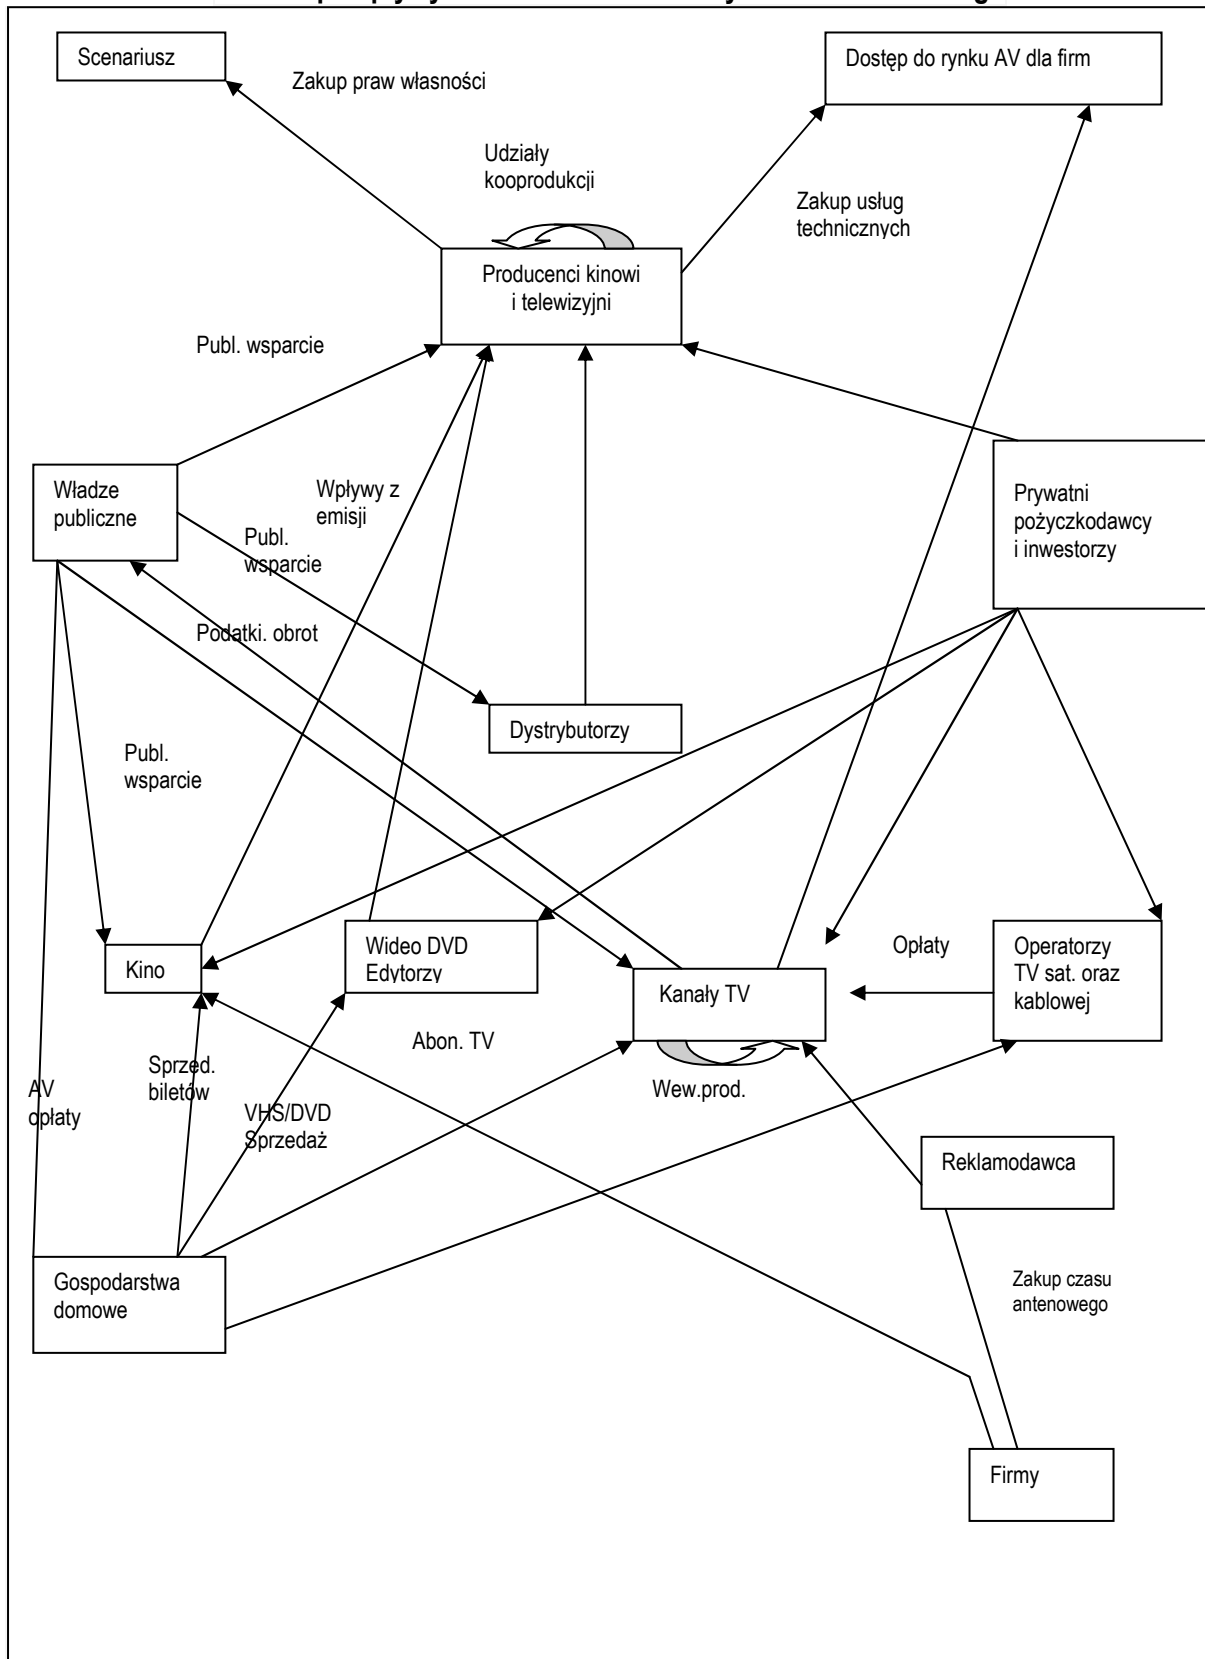 Scenariusz
Dostęp do rynku AV dla firm
Zakup praw własności
Udziały
kooprodukcji
Zakup usług
technicznych
Producenci kinowi
i telewizyjni
Publ. wsparcie
Władze
publiczne
Wpływy z
emisji
Publ.
wsparcie
Prywatni
pożyczkodawcy
i inwestorzy
Podatki. obrot
Dystrybutorzy
Publ.
wsparcie
Kino
Wideo DVD
Edytorzy
Kanały TV
Opłaty
Operatorzy
TV sat. oraz
kablowej
Abon. TV
Sprzed.
biletów
AV
opłaty
VHS/DVD
Sprzedaż
Wew.prod.
Reklamodawca
Gospodarstwa
domowe
Zakup czasu
antenowego
Firmy